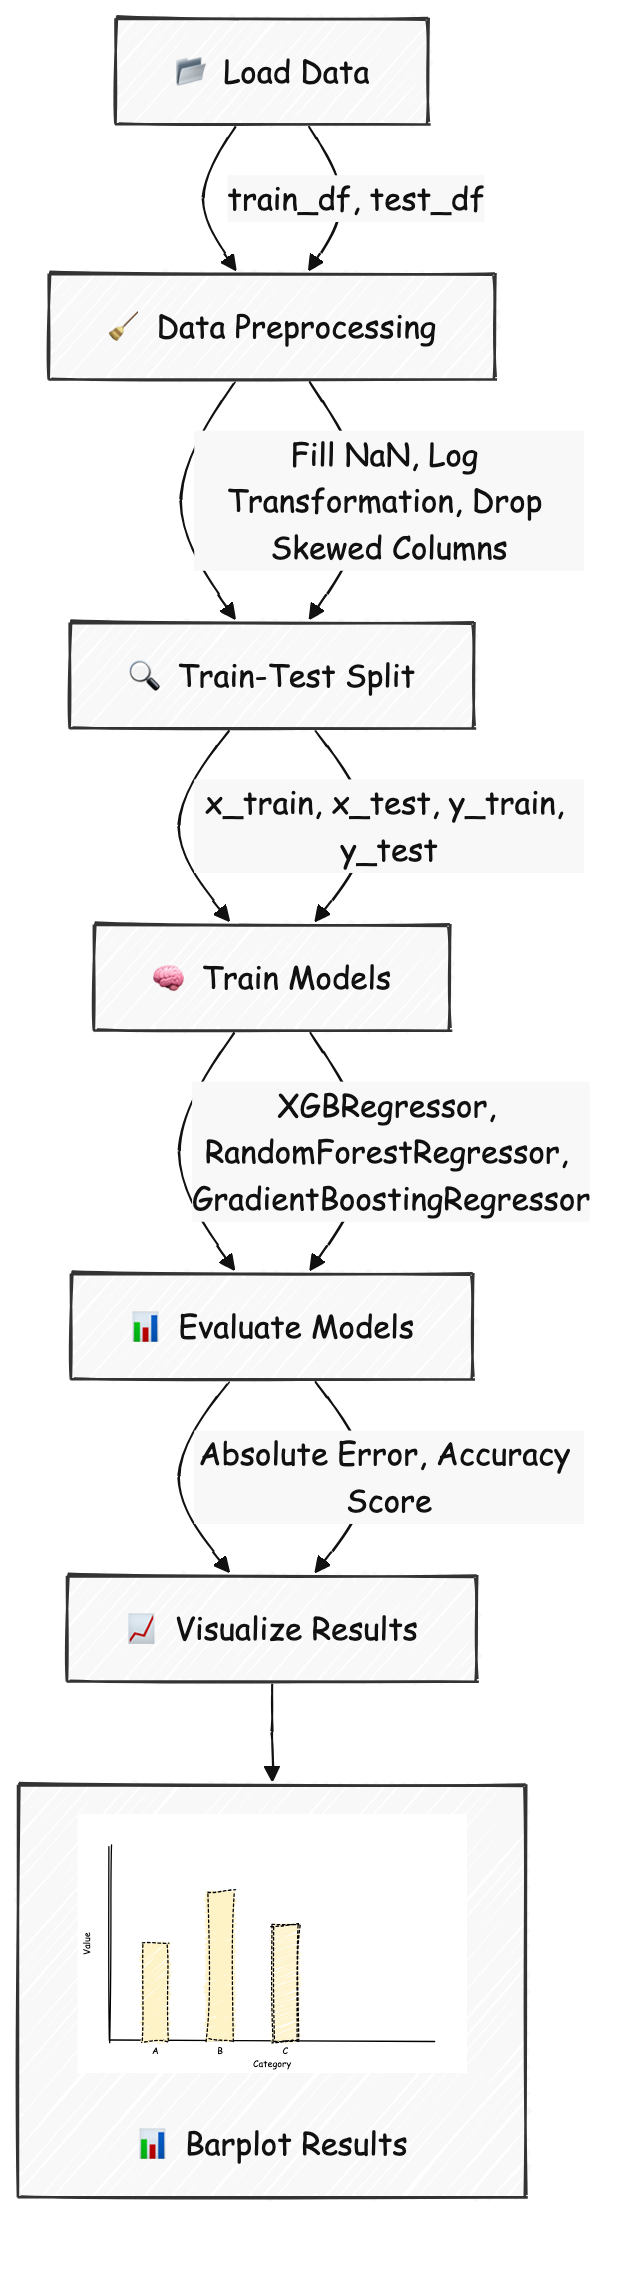 Load Data
train_df, test_df
Data Preprocessing
Fill NaN, Log
Transformation, Drop
Skewed Columns
Train-Test Split
x_train, x_test, y_train,
y_test
Train Models
XGBRegressor,
RandomForestRegressor,
GradientBoostingRegressor
Evaluate Models
Absolute Error, Accuracy
Score
Visualize Results
Value
A B C
Category
Barplot Results